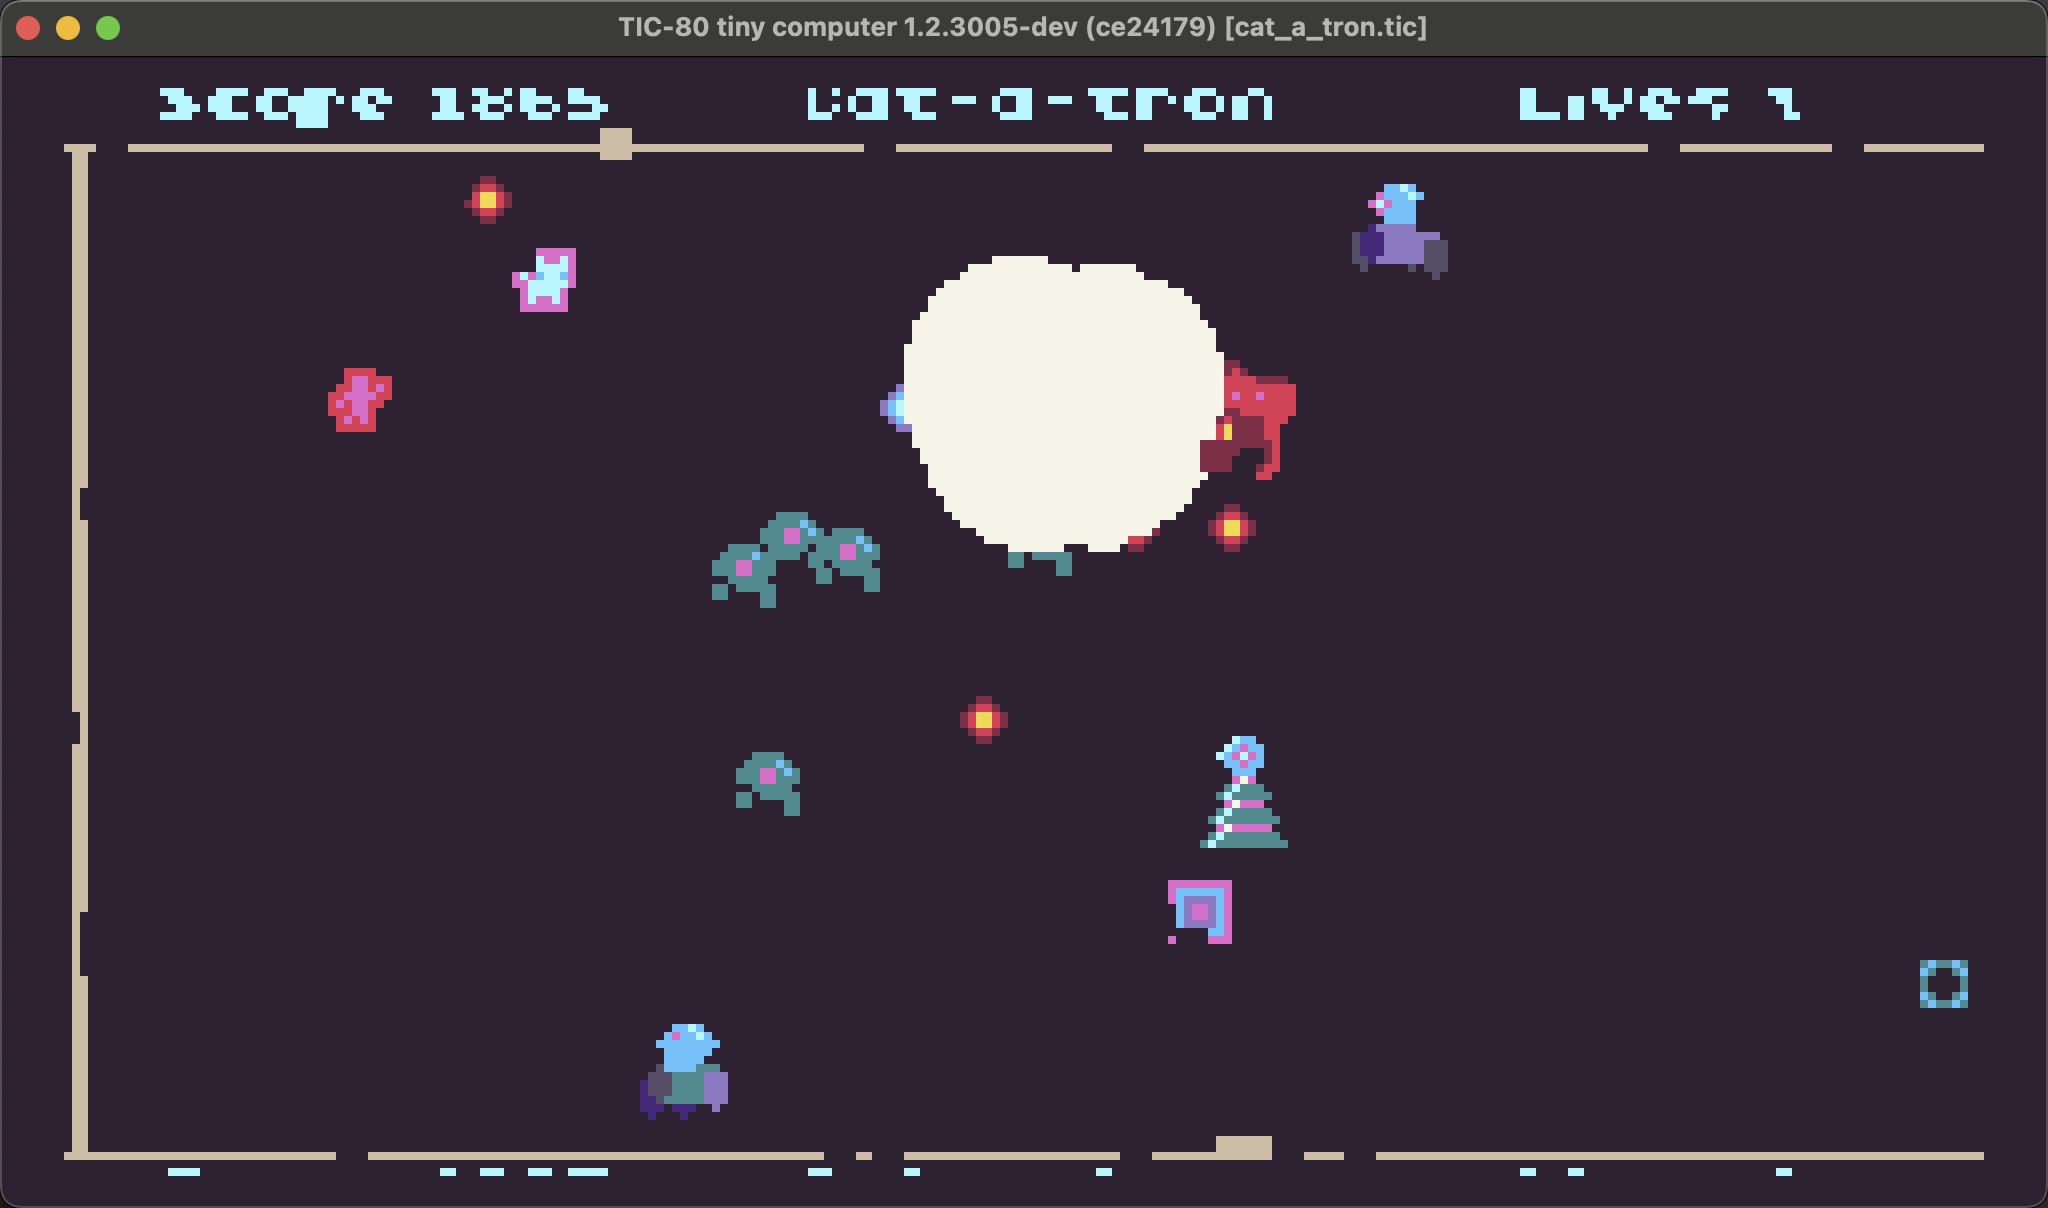 TIC-80 tiny computer 1.2.3005-dev (ce24179) [cat_a_tron.tic]
Score 1865 Cat-a-tron Lives 1